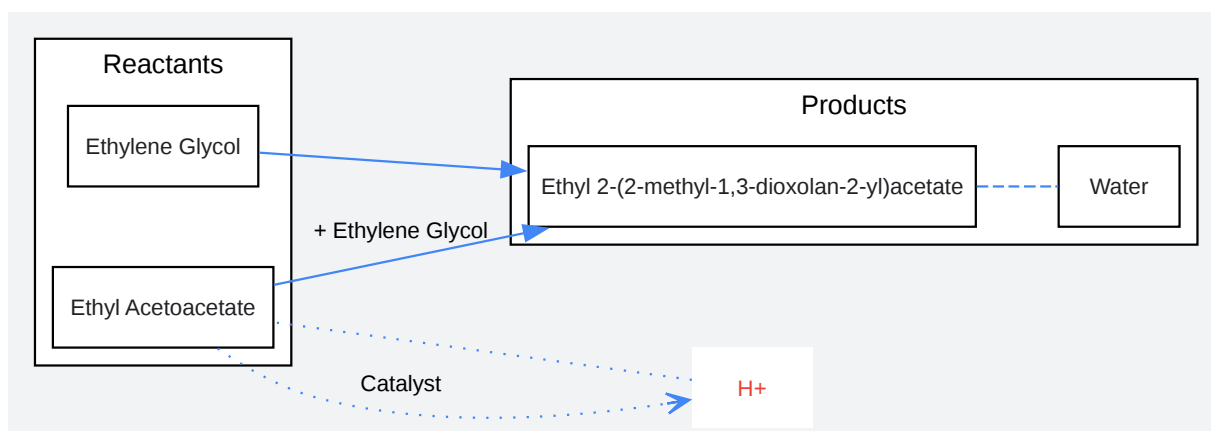 Reactants
Ethylene Glycol
Ethyl Acetoacetate
+ Ethylene Glycol
Catalyst
Products
Ethyl 2-(2-methyl-1,3-dioxolan-2-yl)acetate
Water
H+